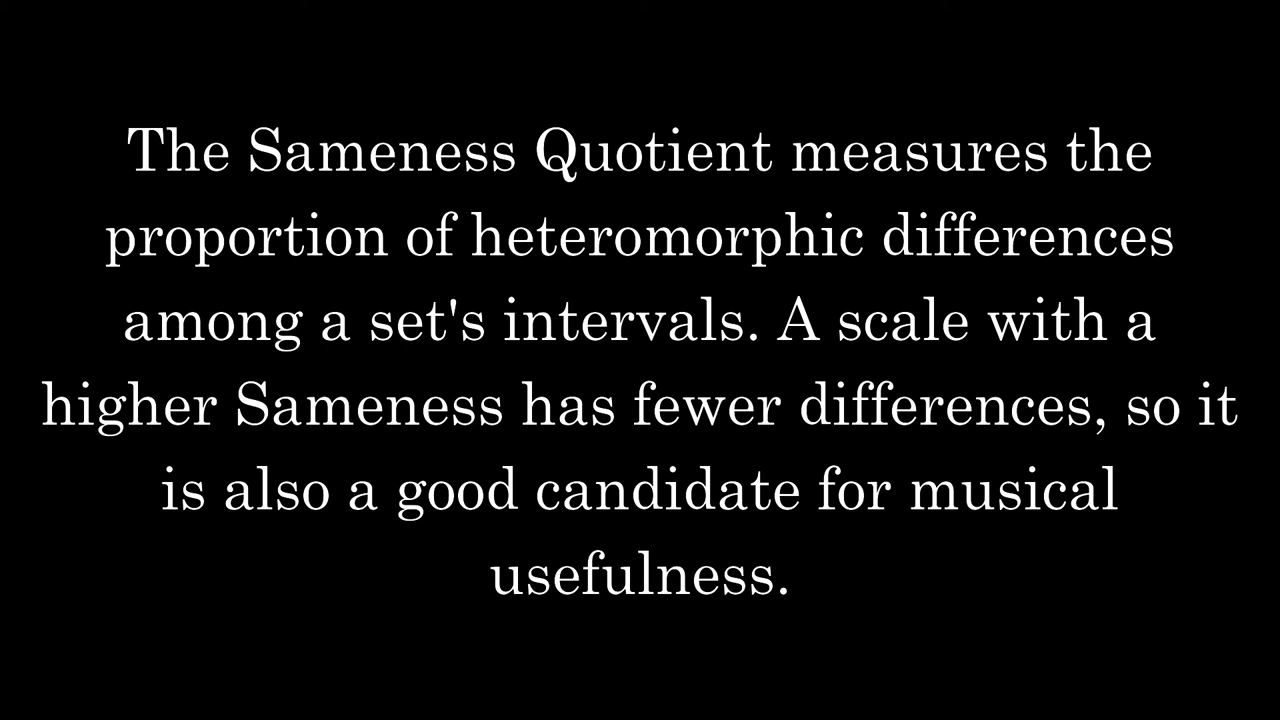 The Sameness Quotient measures the
proportion of heteromorphic differences
among a set's intervals. A scale with a
higher Sameness has fewer differences, so it
is also a good candidate for musical
usefulness.